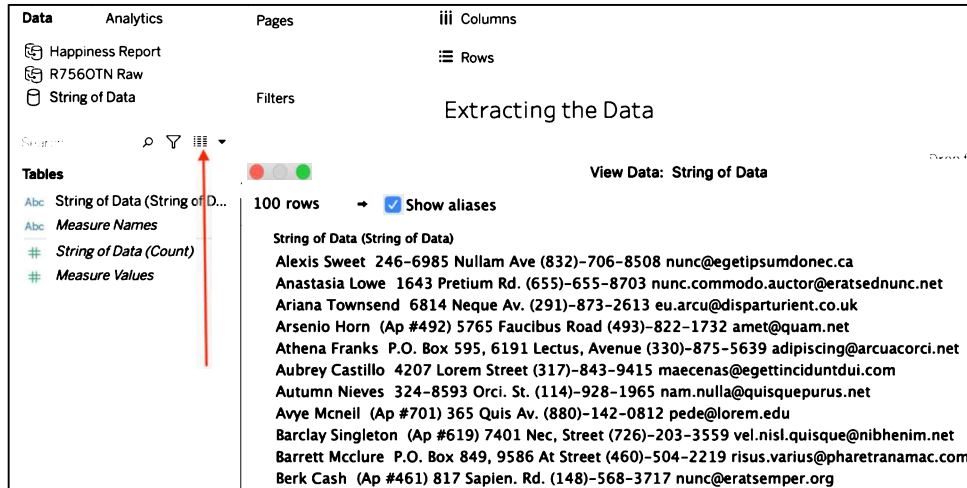 Data Analytics
Happiness Report
R756OTN Raw
String of Data
Search
Tables
Abc String of Data (String of D...
Abc Measure Names
# String of Data (Count)
# Measure Values
Pages
Filters
iii Columns
Rows
Extracting the Data
View Data: String of Data
100 rows → Show aliases
String of Data (String of Data)
Alexis Sweet 246-6985 Nullam Ave (832)-706-8508 nunc@egetipsumdonec.ca
Anastasia Lowe 1643 Pretium Rd. (655)-655-8703 nunc.commodo.auctor@eratsednunc.net
Ariana Townsend 6814 Neque Av. (291)-873-2613 eu.arcu@disparturient.co.uk
Arsenio Horn (Ap #492) 5765 Faucibus Road (493)-822-1732 amet@quam.net
Athena Franks P.O. Box 595, 6191 Lectus, Avenue (330)-875-5639 adipiscing@arcuacorci.net
Aubrey Castillo 4207 Lorem Street (317)-843-9415 maecenas@egettinciduntdui.com
Autumn Nieves 324-8593 Orci. St. (114)-928-1965 nam.nulla@quisquepurus.net
Avye Mcneil (Ap #701) 365 Quis Av. (880)-142-0812 pede@lorem.edu
Barclay Singleton (Ap #619) 7401 Nec, Street (726)-203-3559 vel.nisl.quisque@nibhenim.net
Barrett Mcclure P.O. Box 849, 9586 At Street (460)-504-2219 risus.varius@pharetranamac.com
Berk Cash (Ap #461) 817 Sapien. Rd. (148)-568-3717 nunc@eratsemper.org